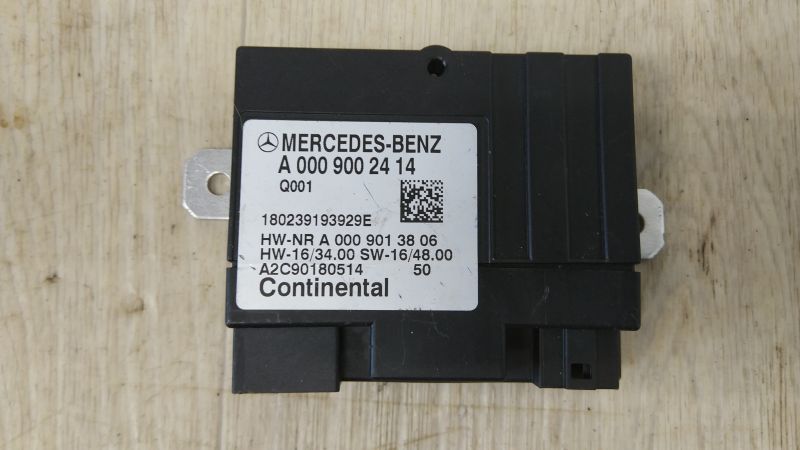 MERCEDES-BENZ
A 000 900 24 14
Q001
180239193929E
HW-NR A 000 901 38 06
HW-16/34.00 SW-16/48.00
A2C90180514 50
Continental